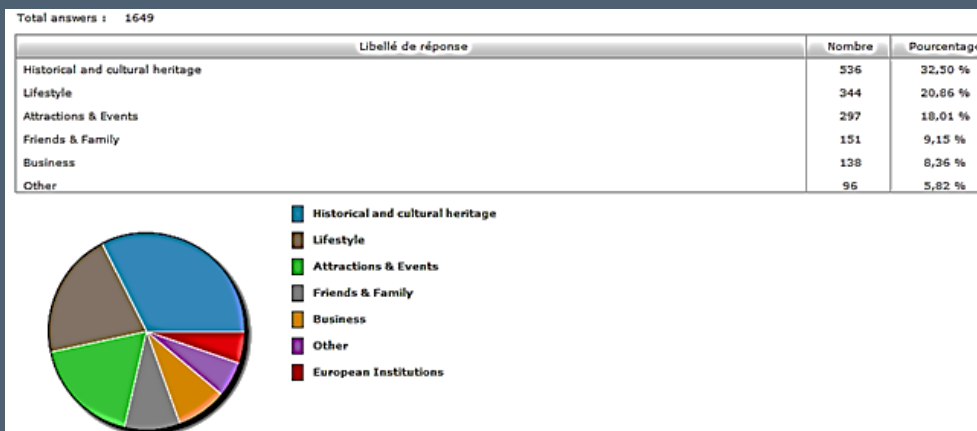 Total answers : 1649
Libellé de réponse Nombre Pourcentage
Historical and cultural heritage 536 32,50 %
Lifestyle 344 20,86 %
Attractions & Events 297 18,01 %
Friends & Family 151 9,15 %
Business 138 8,36 %
Other 96 5,82 %
Historical and cultural heritage
Lifestyle
Attractions & Events
Friends & Family
Business
Other
European Institutions